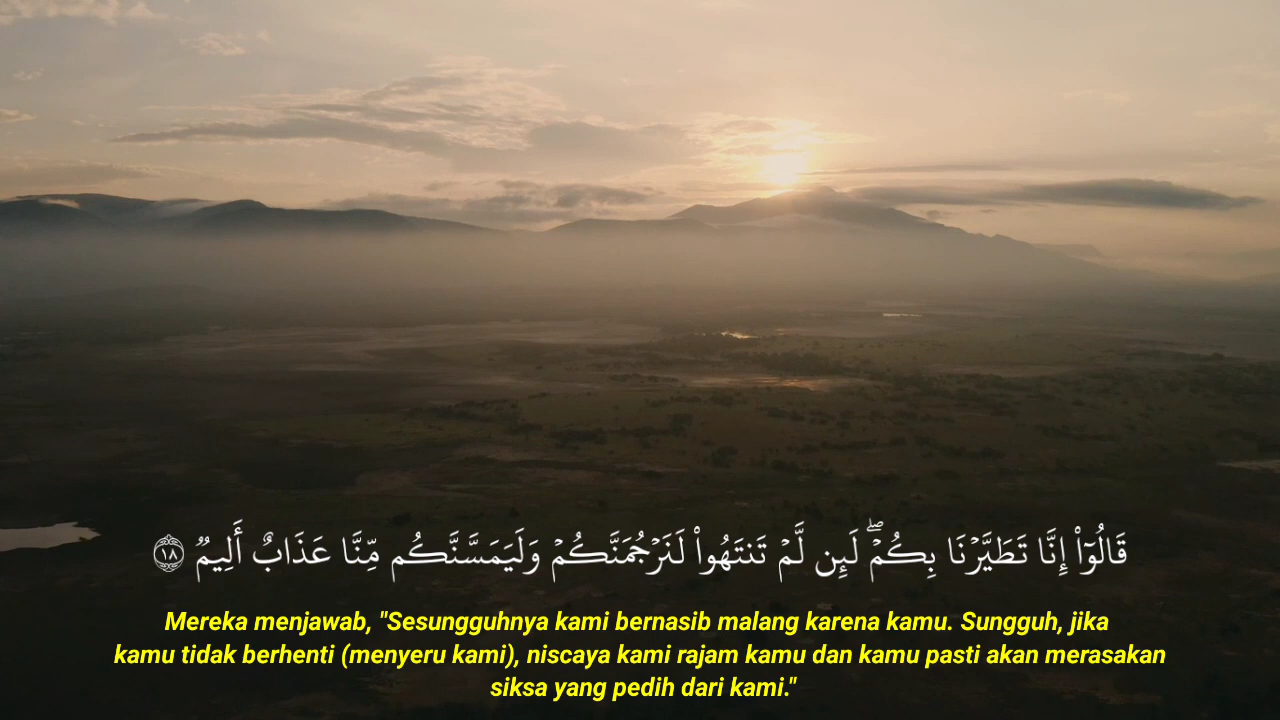 قَالُوٓا۟ إِنَّا تَطَيَّرْنَا بِكُمْ ۖ لَئِن لَّمْ تَنتَهُوا۟ لَنَرْجُمَنَّكُمْ وَلَيَمَسَّنَّكُم مِّنَّا عَذَابٌ أَلِيمٌ ١٨
Mereka menjawab, "Sesungguhnya kami bernasib malang karena kamu. Sungguh, jika
kamu tidak berhenti (menyeru kami), niscaya kami rajam kamu dan kamu pasti akan merasakan
siksa yang pedih dari kami."